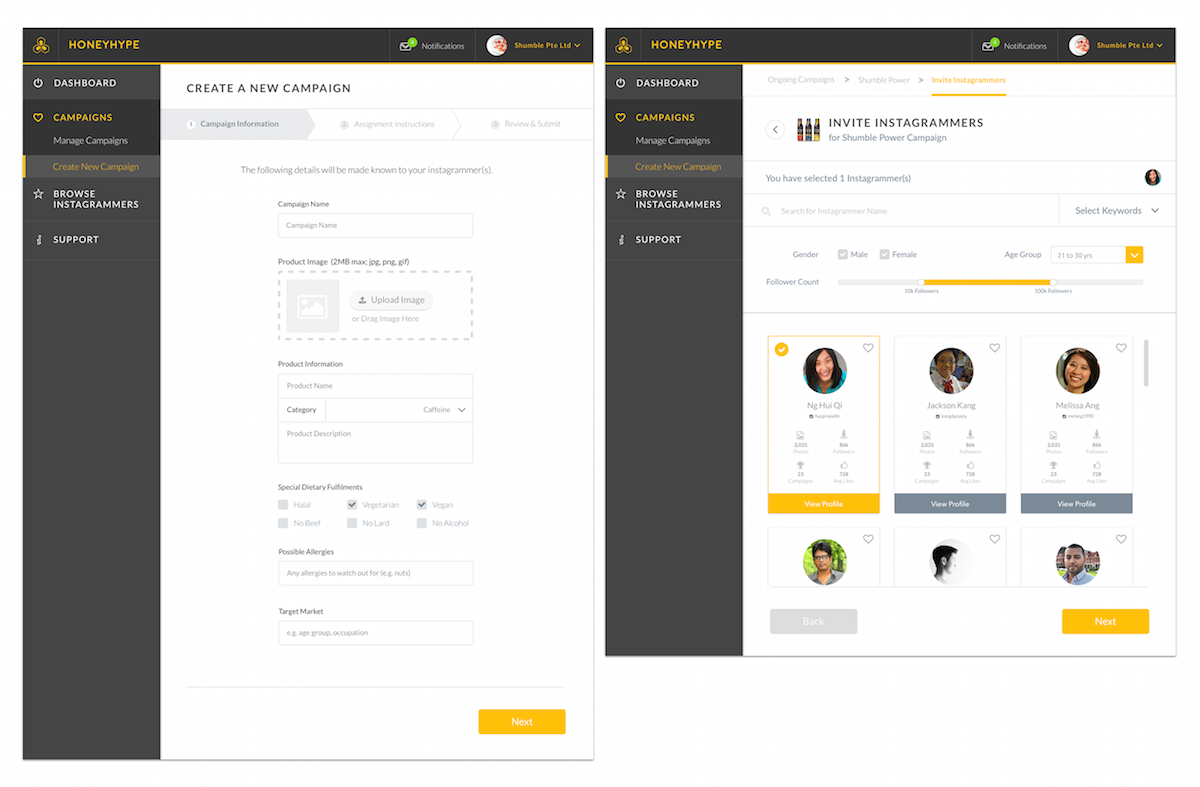 HONEYHYPE
Notifications
Shumble Pte Ltd
DASHBOARD
CAMPAIGNS
Manage Campaigns
Create New Campaign
BROWSE
INSTAGRAMMERS
SUPPORT
CREATE A NEW CAMPAIGN
1 Campaign Information
2 Assignment Instructions
3 Review & Submit
The following details will be made known to your instagrammer(s).
Campaign Name
Campaign Name
Product Image (2MB max; jpg, png, gif)
Upload Image
or Drag Image Here
Product Information
Product Name
Category Caffeine
Product Description
Special Dietary Fulfilments
Halal Vegetarian Vegan
No Beef No Lard No Alcohol
Possible Allergies
Any allergies to watch out for (e.g. nuts)
Target Market
e.g. age group, occupation
Next
HONEYHYPE
Notifications
Shumble Pte Ltd
DASHBOARD
CAMPAIGNS
Manage Campaigns
Create New Campaign
BROWSE
INSTAGRAMMERS
SUPPORT
Ongoing Campaigns > Shumble Power > Invite Instagrammers
INVITE INSTAGRAMMERS
for Shumble Power Campaign
You have selected 1 Instagrammer(s)
Search for Instagrammer Name
Select Keywords
Gender Male Female Age Group 21 to 30 yrs
Follower Count
10k Followers 100k Followers
Ng Hui Qi
2,031 86k
Photos Followers
23 728
Campaigns Avg Likes
View Profile
Jackson Kang
kangdanasty
2,031 86k
Photos Followers
23 728
Campaigns Avg Likes
View Profile
Melissa Ang
melang1990
2,031 86k
Photos Followers
23 728
Campaigns Avg Likes
View Profile
Back
Next